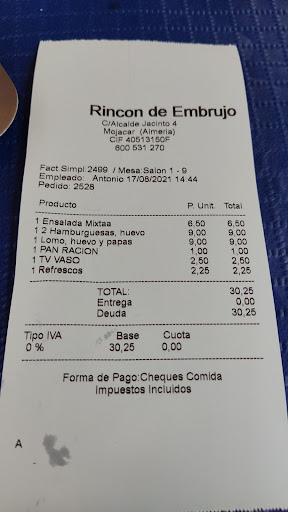 Rincon de Embrujo
C/Alcalde Jacinto 4
Mojacar (Almeria)
CIF 40513150F
600 531 270
Fact.Simpl:2499 / Mesa:Salon 1 - 9
Empleado: Antonio 17/08/2021 14:44
Pedido: 2528
Producto P. Unit. Total
1 Ensalada Mixtaa 6,50 6,50
1 2 Hamburguesas, huevo 9,00 9,00
1 Lomo, huevo y papas 9,00 9,00
1 PAN RACION 1,00 1,00
1 TV VASO 2,50 2,50
1 Refrescos 2,25 2,25
TOTAL: 30,25
Entrega 0,00
Deuda 30,25
Tipo IVA Base Cuota
0 % 30,25 0,00
Forma de Pago:Cheques Comida
Impuestos Incluidos
A